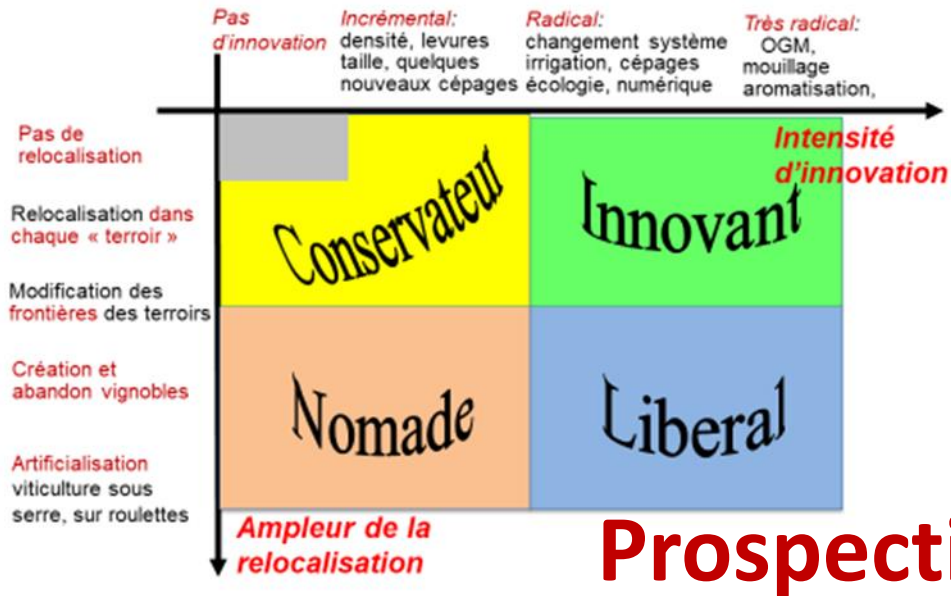 Pas
d'innovation
Incrémental:
densité, levures
taille, quelques
nouveaux cépages
Radical:
changement système
irrigation, cépages
écologie, numérique
Très radical:
OGM,
mouillage
aromatisation,
Intensité
d'innovation
Pas de
relocalisation
Relocalisation dans
chaque « terroir »
Modification des
frontières des terroirs
Création et
abandon vignobles
Artificialisation
viticulture sous
serre, sur roulettes
Conservateur
Innovant
Nomade
Liberal
Ampleur de la
relocalisation
Prospecti